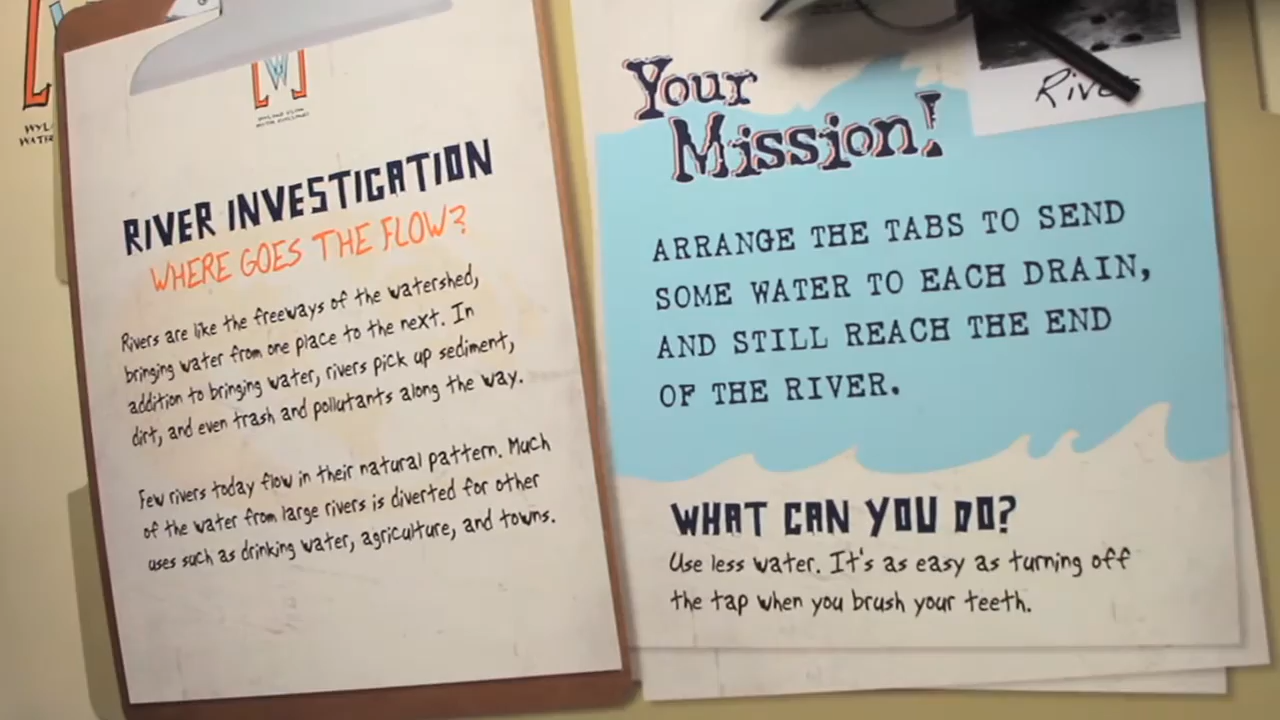 WYL
WATER
RIVER INVESTIGATION
WHERE GOES THE FLOW?
Rivers are like the freeways of the watershed,
bringing water from one place to the next. In
addition to bringing water, rivers pick up sediment,
dirt, and even trash and pollutants along the way.
Few rivers today flow in their natural pattern. Much
of the water from large rivers is diverted for other
uses such as drinking water, agriculture, and towns.
River
Your
Mission!
ARRANGE THE TABS TO SEND
SOME WATER TO EACH DRAIN,
AND STILL REACH THE END
OF THE RIVER.
WHAT CAN YOU DO?
Use less water. It's as easy as turning off
the tap when you brush your teeth.